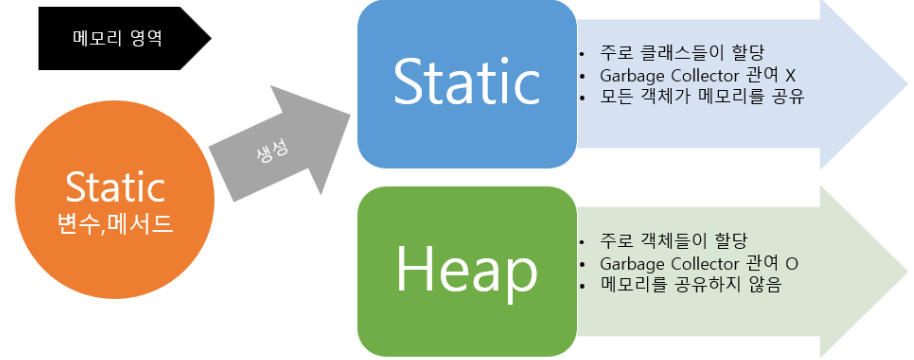 메모리 영역
Static
변수,메서드
생성
Static
• 주로 클래스들이 할당
• Garbage Collector 관여 X
• 모든 객체가 메모리를 공유
Heap
• 주로 객체들이 할당
• Garbage Collector 관여 O
• 메모리를 공유하지 않음